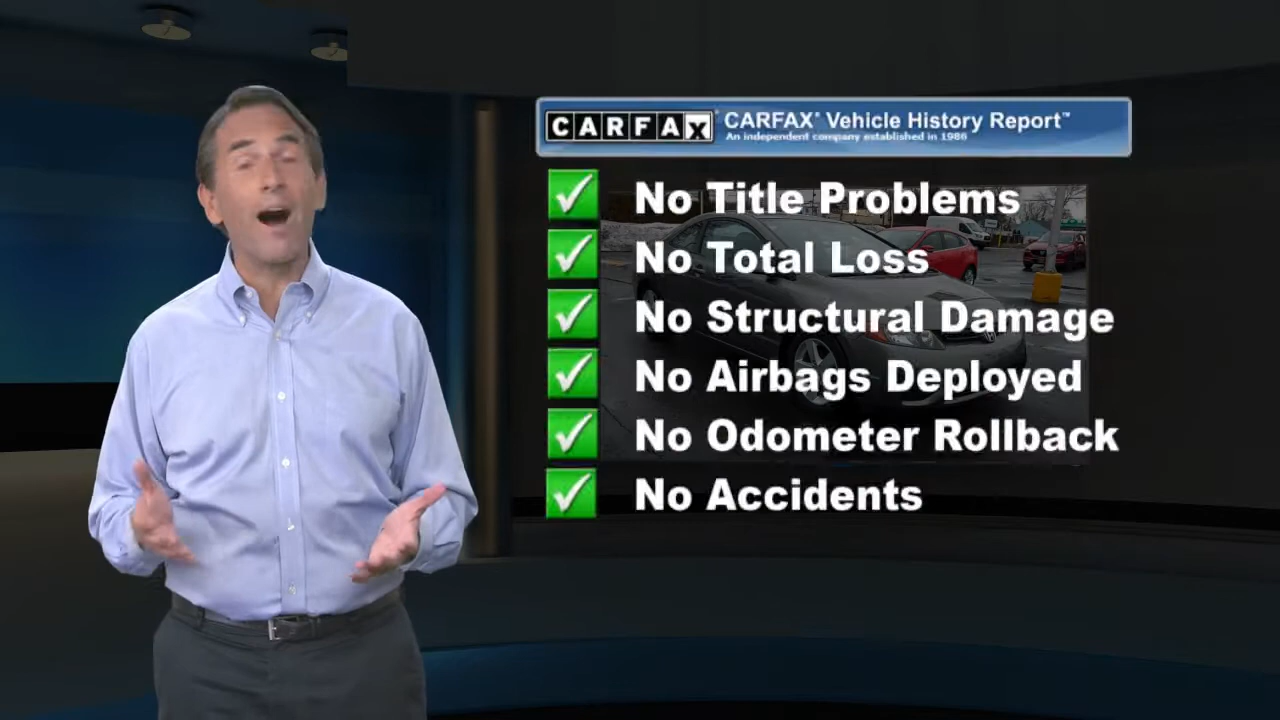 CARFAX® CARFAX® Vehicle History Report™
An independent company established in 1986
No Title Problems
No Total Loss
No Structural Damage
No Airbags Deployed
No Odometer Rollback
No Accidents